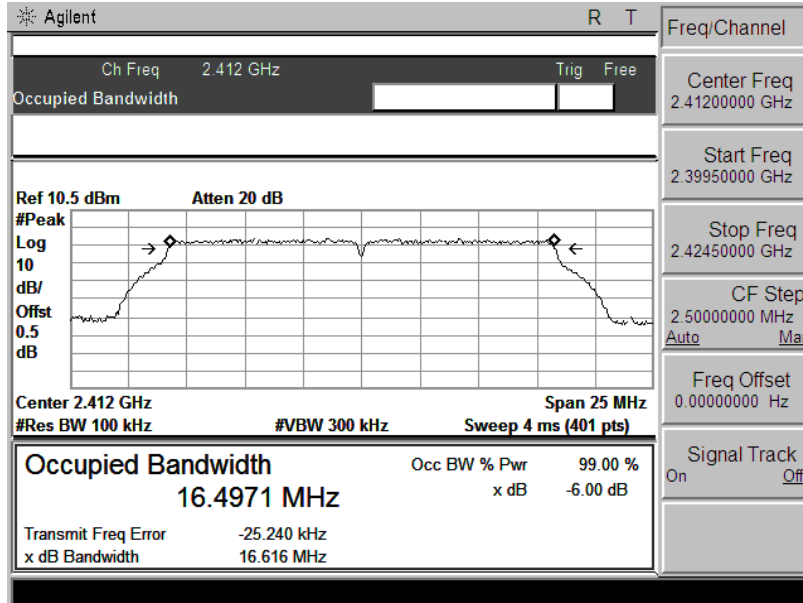 Agilent R T
Ch Freq 2.412 GHz Trig Free
Occupied Bandwidth
Ref 10.5 dBm Atten 20 dB
#Peak
Log
10
dB/
Offst
0.5
dB
Center 2.412 GHz Span 25 MHz
#Res BW 100 kHz #VBW 300 kHz Sweep 4 ms (401 pts)
Occupied Bandwidth Occ BW % Pwr 99.00 %
16.4971 MHz x dB -6.00 dB
Transmit Freq Error -25.240 kHz
x dB Bandwidth 16.616 MHz
Freq/Channel
Center Freq
2.41200000 GHz
Start Freq
2.39950000 GHz
Stop Freq
2.42450000 GHz
CF Step
2.50000000 MHz
Auto Ma
Freq Offset
0.00000000 Hz
Signal Track
On Off